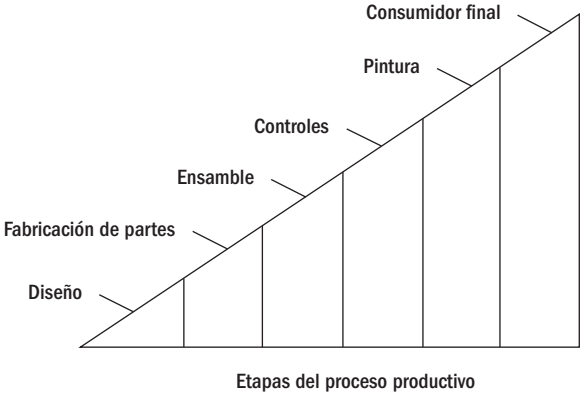 Consumidor final
Pintura
Controles
Ensamble
Fabricación de partes
Diseño
Etapas del proceso productivo